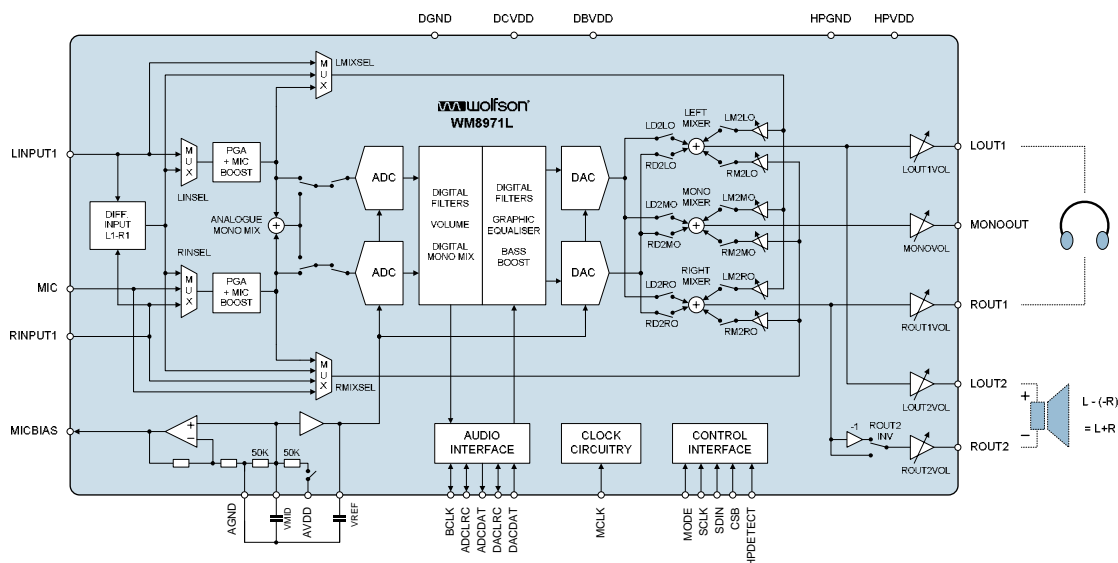 DGND
DCVDD
DBVDD
HPGND
HPVDD
MUX
LMIXSEL
wolfson®
WM8971L
LEFT
MIXER
LD2LO
LM2LO
RD2LO
RM2LO
LINPUT1
MUX
LINSEL
PGA
+ MIC
BOOST
ADC
DIGITAL
FILTERS
VOLUME
DIGITAL
MONO MIX
DIGITAL
FILTERS
GRAPHIC
EQUALISER
BASS
BOOST
DAC
LOUT1
LOUT1VOL
DIFF.
INPUT
L1-R1
ANALOGUE
MONO MIX
MONO
MIXER
LD2MO
LM2MO
RD2MO
RM2MO
MONOOUT
MONOVOL
RINSEL
MIC
MUX
PGA
+ MIC
BOOST
ADC
DAC
RIGHT
MIXER
LD2RO
LM2RO
RD2RO
RM2RO
ROUT1
ROUT1VOL
RINPUT1
MUX
RMIXSEL
LOUT2
LOUT2VOL
+
−
L - (-R)
= L+R
MICBIAS
+
−
50K
50K
AUDIO
INTERFACE
CLOCK
CIRCUITRY
CONTROL
INTERFACE
-1
ROUT2
INV
ROUT2
ROUT2VOL
AGND
VMID
AVDD
VREF
BCLK
ADCLRC
ADCDAT
DACLRC
DACDAT
MCLK
MODE
SCLK
SDIN
CSB
HPDETECT